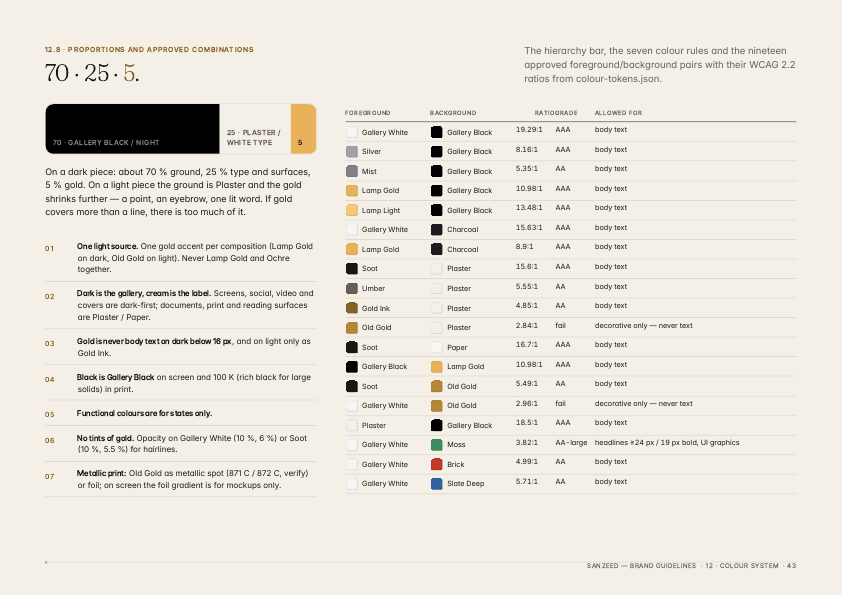 12.8 · PROPORTIONS AND APPROVED COMBINATIONS
70 · 25 · 5.
The hierarchy bar, the seven colour rules and the nineteen
approved foreground/background pairs with their WCAG 2.2
ratios from colour-tokens.json.
70 · GALLERY BLACK / NIGHT
25 · PLASTER /
WHITE TYPE
5
On a dark piece: about 70 % ground, 25 % type and surfaces,
5 % gold. On a light piece the ground is Plaster and the gold
shrinks further — a point, an eyebrow, one lit word. If gold
covers more than a line, there is too much of it.
01 One light source. One gold accent per composition (Lamp Gold
on dark, Old Gold on light). Never Lamp Gold and Ochre
together.
02 Dark is the gallery, cream is the label. Screens, social, video and
covers are dark-first; documents, print and reading surfaces
are Plaster / Paper.
03 Gold is never body text on dark below 16 px, and on light only as
Gold Ink.
04 Black is Gallery Black on screen and 100 K (rich black for large
solids) in print.
05 Functional colours are for states only.
06 No tints of gold. Opacity on Gallery White (10 %, 6 %) or Soot
(10 %, 5.5 %) for hairlines.
07 Metallic print: Old Gold as metallic spot (871 C / 872 C, verify)
or foil; on screen the foil gradient is for mockups only.
FOREGROUND BACKGROUND RATIO GRADE ALLOWED FOR
Gallery White Gallery Black 19.29:1 AAA body text
Silver Gallery Black 8.16:1 AAA body text
Mist Gallery Black 5.35:1 AA body text
Lamp Gold Gallery Black 10.98:1 AAA body text
Lamp Light Gallery Black 13.48:1 AAA body text
Gallery White Charcoal 15.63:1 AAA body text
Lamp Gold Charcoal 8.9:1 AAA body text
Soot Plaster 15.6:1 AAA body text
Umber Plaster 5.55:1 AA body text
Gold Ink Plaster 4.85:1 AA body text
Old Gold Plaster 2.84:1 fail decorative only — never text
Soot Paper 16.7:1 AAA body text
Gallery Black Lamp Gold 10.98:1 AAA body text
Soot Old Gold 5.49:1 AA body text
Gallery White Old Gold 2.96:1 fail decorative only — never text
Plaster Gallery Black 18.5:1 AAA body text
Gallery White Moss 3.82:1 AA-large headlines ≥24 px / 19 px bold, UI graphics
Gallery White Brick 4.99:1 AA body text
Gallery White Slate Deep 5.71:1 AA body text
SANZEED — BRAND GUIDELINES · 12 · COLOUR SYSTEM · 43